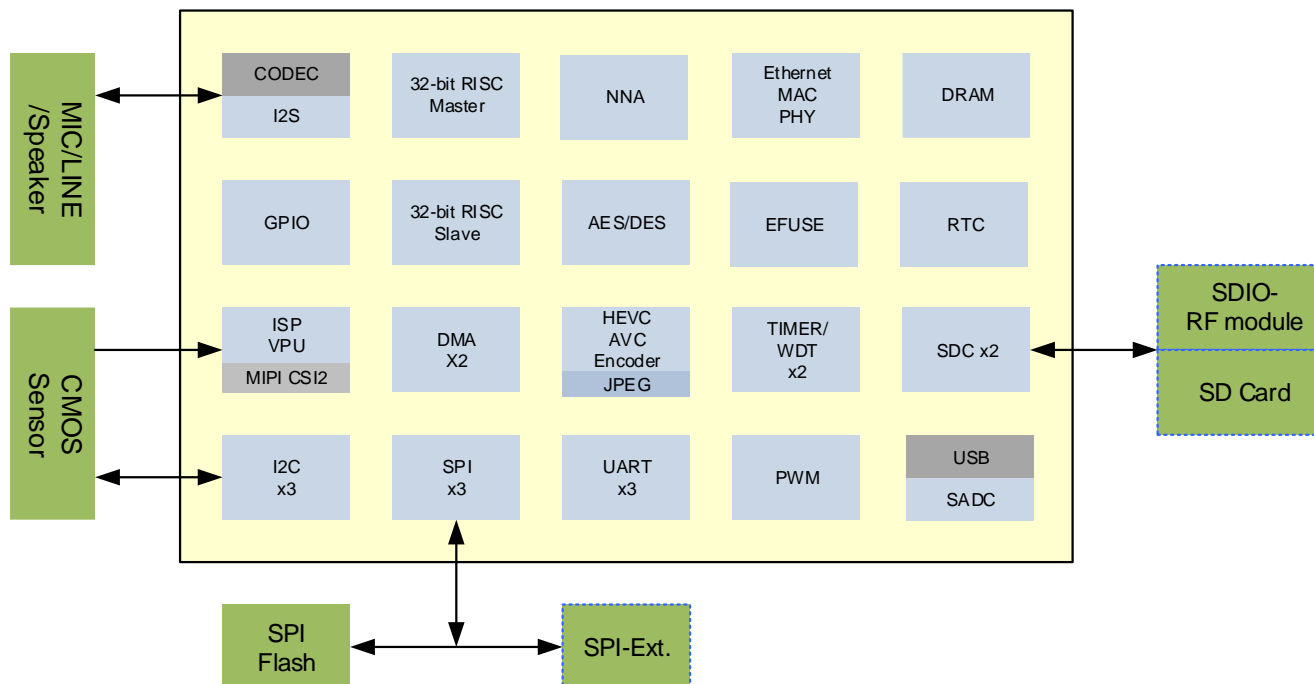 MIC/LINE
/Speaker
CODEC
I2S
32-bit RISC
Master
NNA
Ethernet
MAC
PHY
DRAM
GPIO
32-bit RISC
Slave
AES/DES
EFUSE
RTC
CMOS
Sensor
ISP
VPU
MIPI CSI2
DMA
X2
HEVC
AVC
Encoder
JPEG
TIMER/
WDT
x2
SDC x2
SDIO-
RF module
SD Card
I2C
x3
SPI
x3
UART
x3
PWM
USB
SADC
SPI
Flash
SPI-Ext.